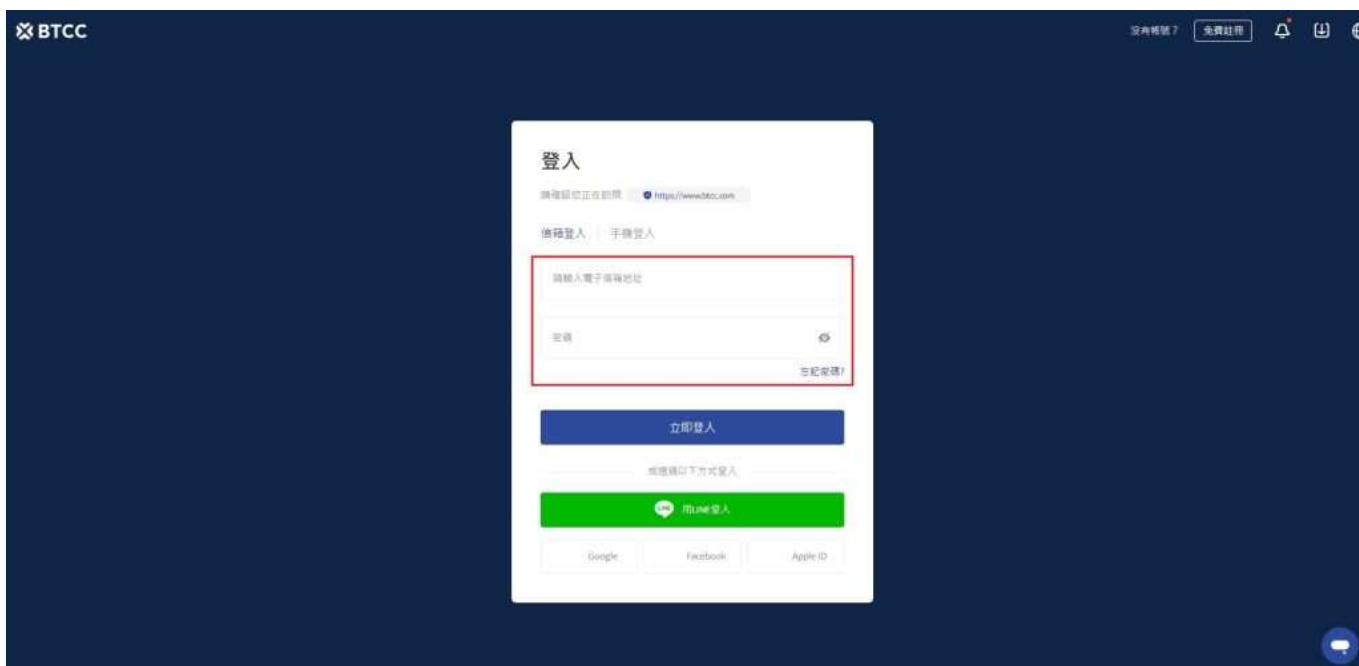 BTCC
沒有帳號？ 免費註冊
登入
請確認您正在訪問 https://www.btcc.com
信箱登入 手機登入
請輸入電子信箱地址
密碼
忘記密碼?
立即登入
或透過以下方式登入
LINE 用LINE登入
Google Facebook Apple ID